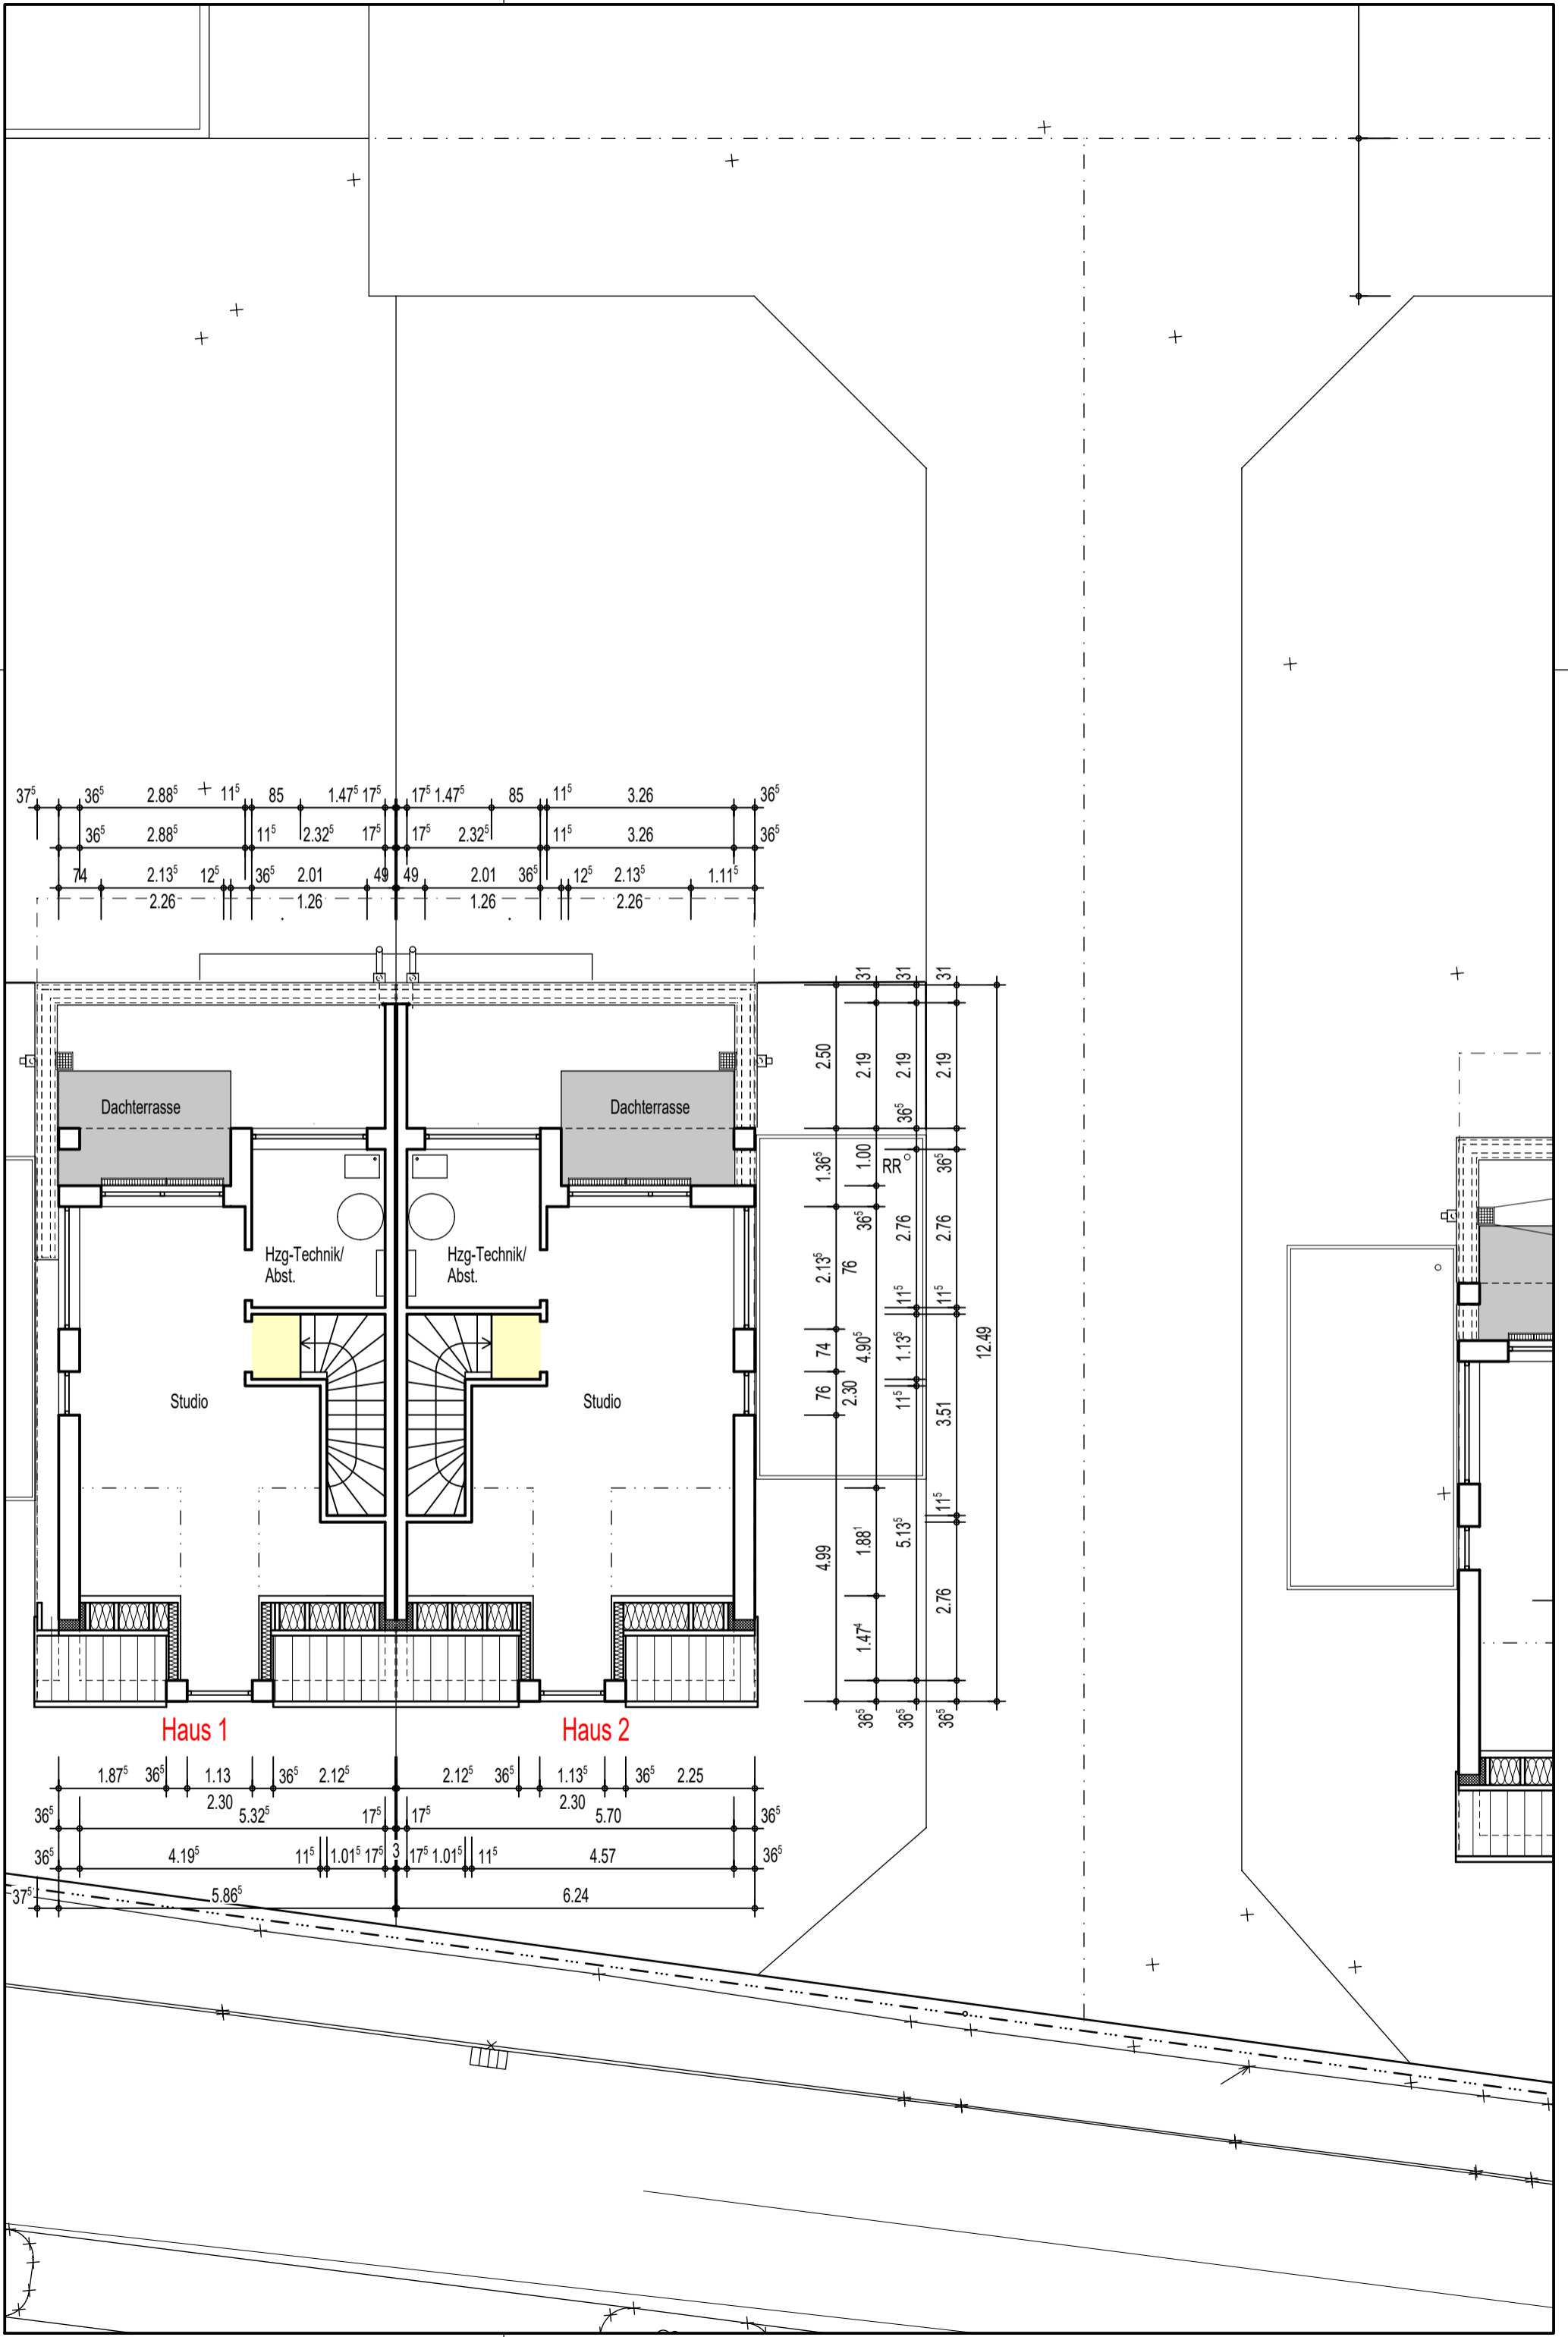 37⁵ 36⁵ 2.88⁵ 11⁵ 85 1.47⁵ 17⁵ 17⁵ 1.47⁵ 85 11⁵ 3.26 36⁵
36⁵ 2.88⁵ 11⁵ 2.32⁵ 17⁵ 17⁵ 2.32⁵ 11⁵ 3.26 36⁵
74 2.13⁵ 12⁵ 36⁵ 2.01 49 49 2.01 36⁵ 12⁵ 2.13⁵ 1.11⁵
2.26 1.26 1.26 2.26
31 31 31
2.50 2.19 2.19 2.19
Dachterrasse Dachterrasse
36⁵
1.36⁵ 1.00 RR 36⁵
36⁵ 2.76 2.76
Hzg-Technik/ Hzg-Technik/
Abst. Abst.
2.13⁵ 76
11⁵ 11⁵
74 4.90⁵ 1.13⁵ 12.49
76 2.30 11⁵ 3.51
Studio Studio
11⁵
4.99 1.88¹ 5.13⁵
2.76
1.47⁴
36⁵ 36⁵ 36⁵
Haus 1 Haus 2
1.87⁵ 36⁵ 1.13 36⁵ 2.12⁵ 2.12⁵ 36⁵ 1.13⁵ 36⁵ 2.25
2.30 2.30
36⁵ 5.32⁵ 17⁵ 17⁵ 5.70 36⁵
36⁵ 4.19⁵ 11⁵ 1.01⁵ 17⁵ 3 17⁵ 1.01⁵ 11⁵ 4.57 36⁵
37⁵ 5.86⁵ 6.24